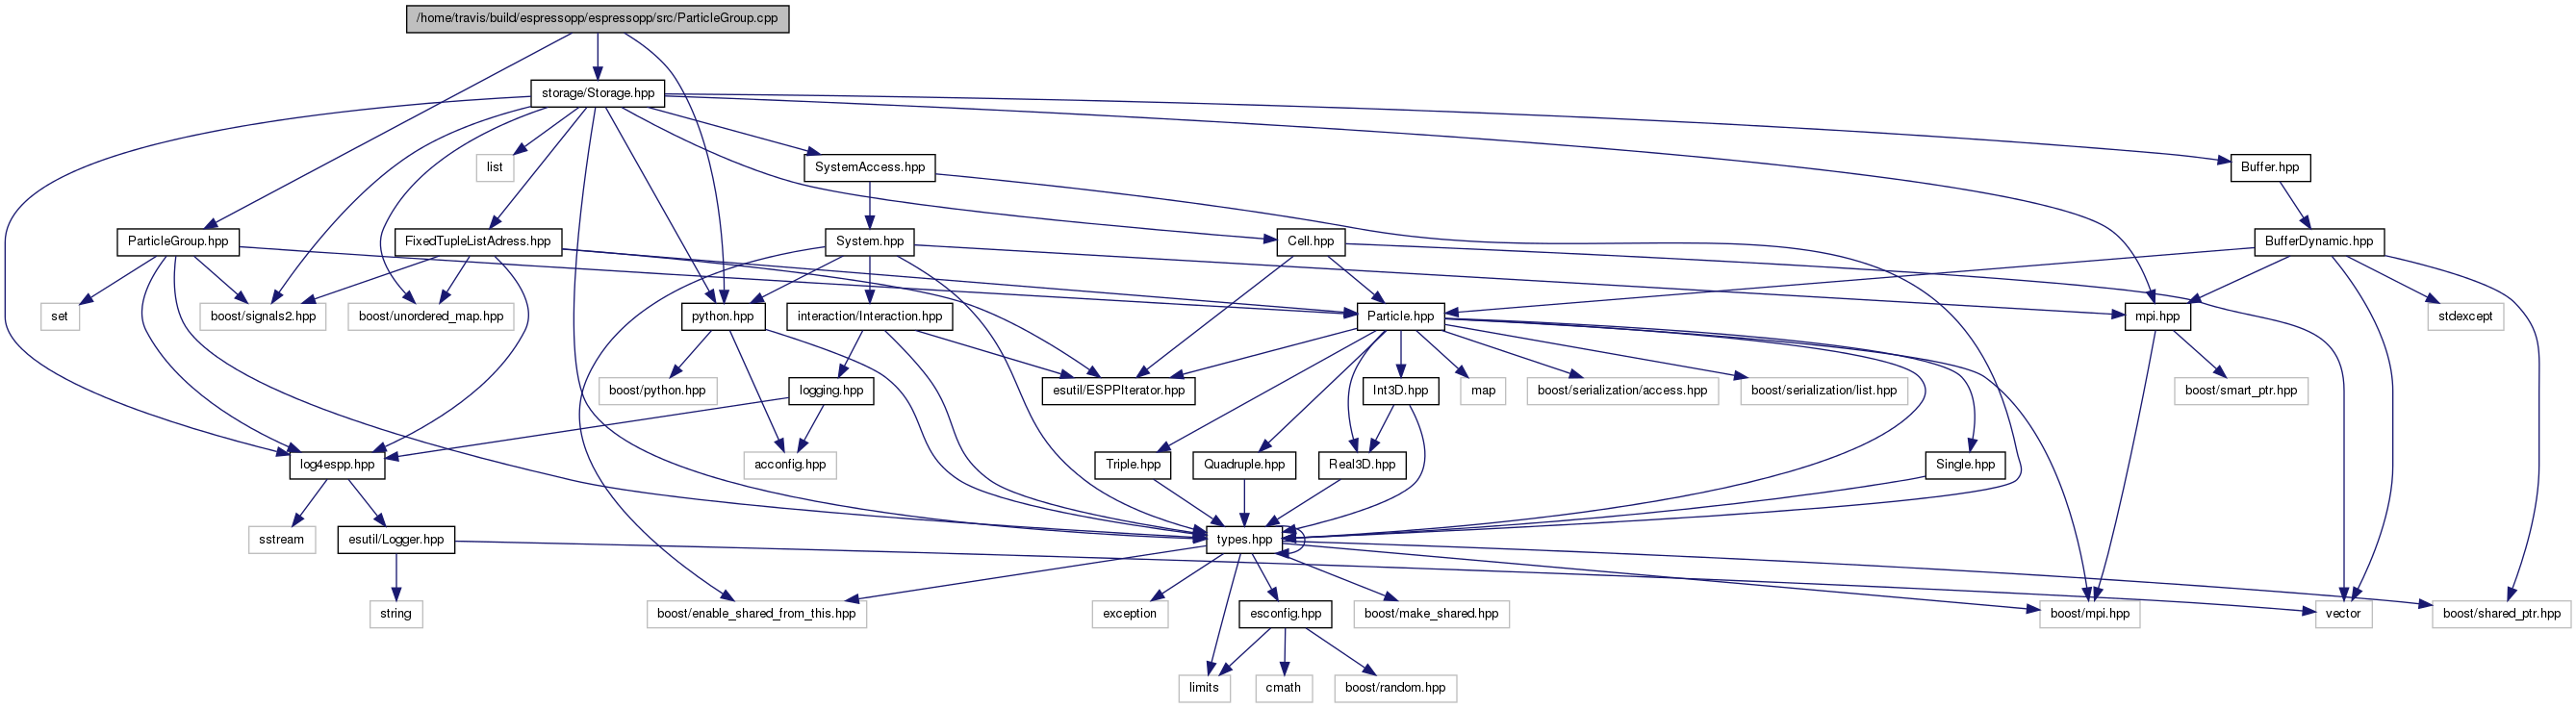 /home/travis/build/espressopp/espressopp/src/ParticleGroup.cpp
storage/Storage.hpp
list
SystemAccess.hpp
Buffer.hpp
ParticleGroup.hpp
FixedTupleListAdress.hpp
System.hpp
Cell.hpp
BufferDynamic.hpp
set
boost/signals2.hpp
boost/unordered_map.hpp
python.hpp
interaction/Interaction.hpp
Particle.hpp
mpi.hpp
stdexcept
boost/python.hpp
logging.hpp
esutil/ESPPIterator.hpp
Int3D.hpp
map
boost/serialization/access.hpp
boost/serialization/list.hpp
boost/smart_ptr.hpp
log4espp.hpp
acconfig.hpp
Triple.hpp
Quadruple.hpp
Real3D.hpp
Single.hpp
sstream
esutil/Logger.hpp
types.hpp
string
boost/enable_shared_from_this.hpp
exception
esconfig.hpp
boost/make_shared.hpp
boost/mpi.hpp
vector
boost/shared_ptr.hpp
limits
cmath
boost/random.hpp